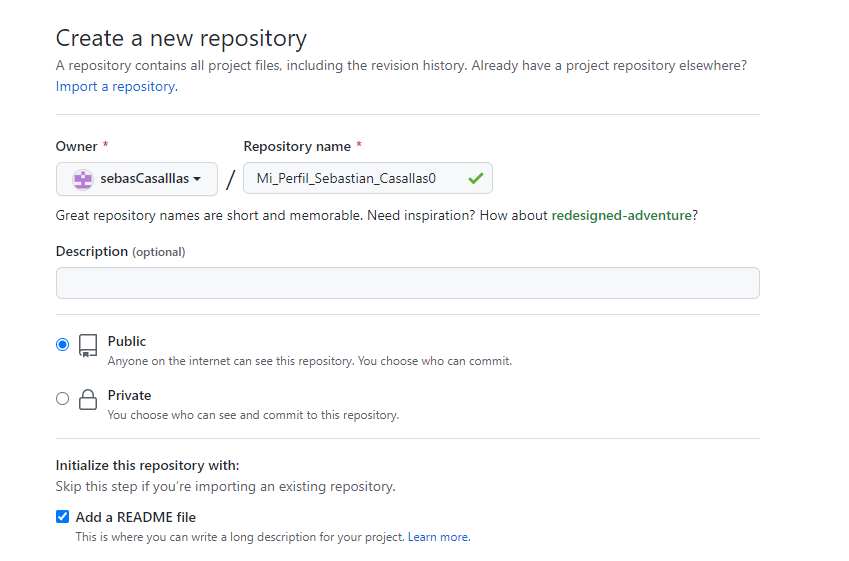 Create a new repository
A repository contains all project files, including the revision history. Already have a project repository elsewhere?
Import a repository.
Owner * Repository name *
sebasCasalllas / Mi_Perfil_Sebastian_Casallas0
Great repository names are short and memorable. Need inspiration? How about redesigned-adventure?
Description (optional)
Public
Anyone on the internet can see this repository. You choose who can commit.
Private
You choose who can see and commit to this repository.
Initialize this repository with:
Skip this step if you’re importing an existing repository.
Add a README file
This is where you can write a long description for your project. Learn more.